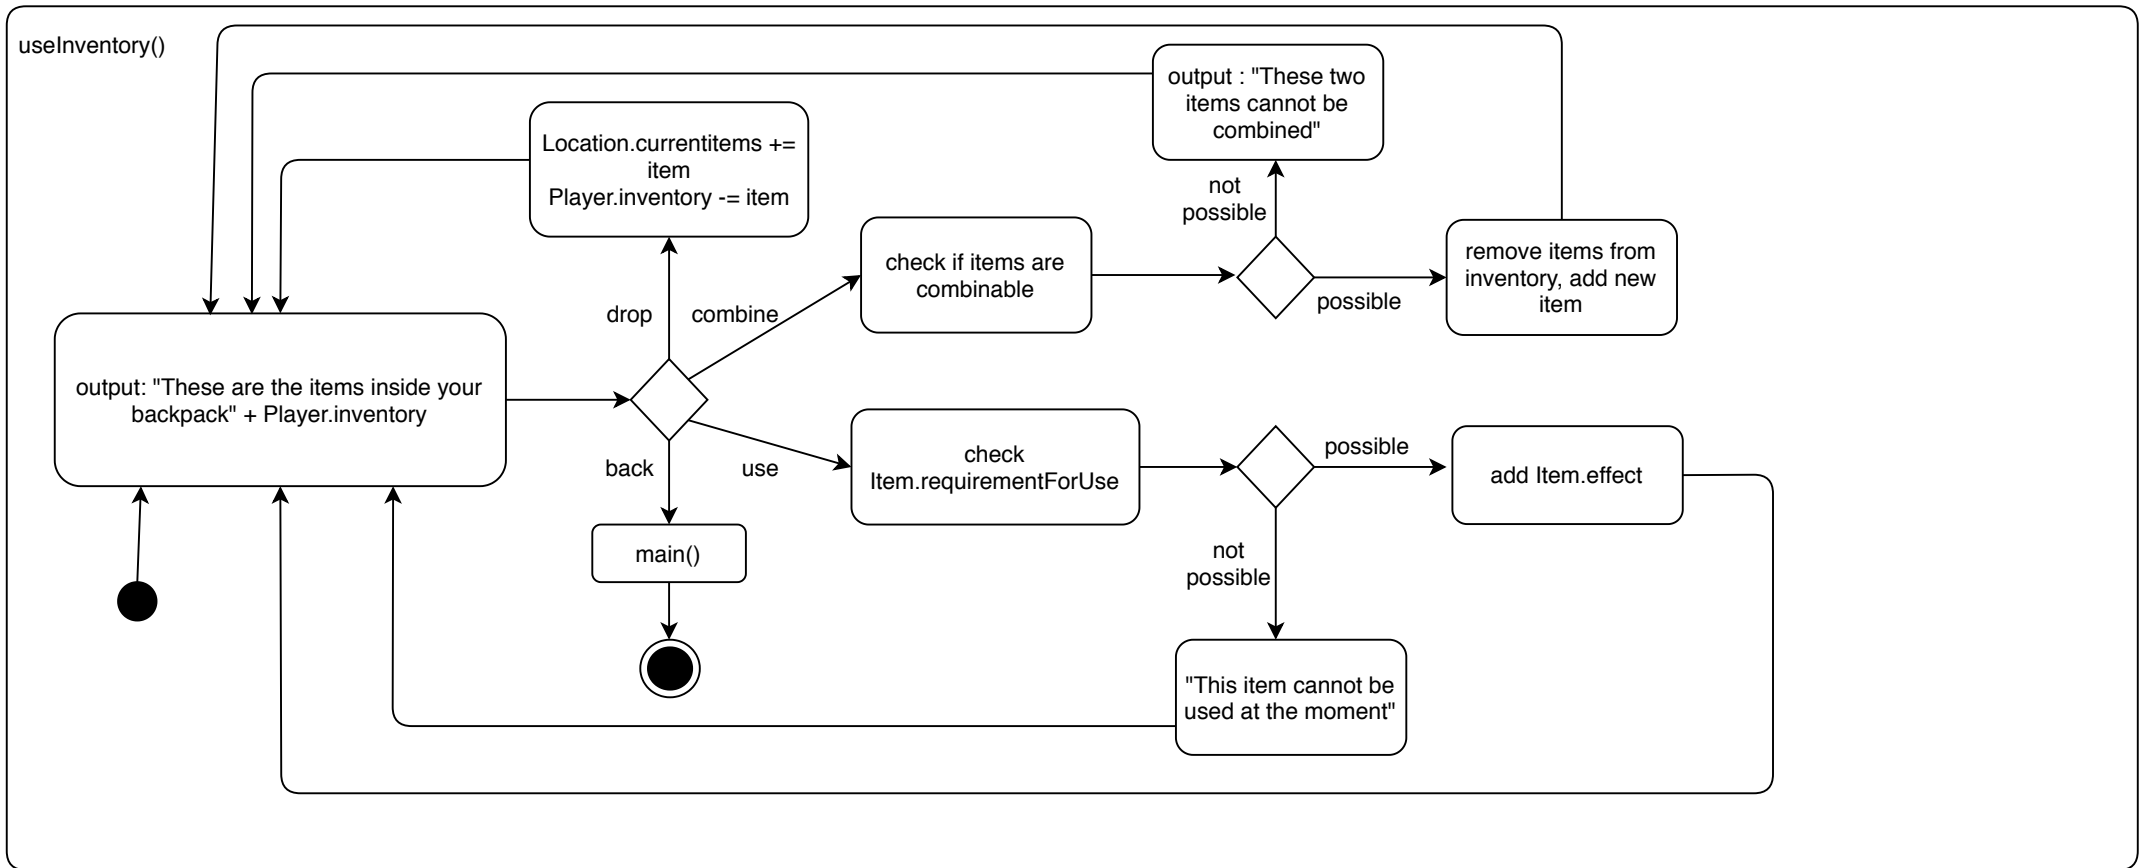 useInventory()
output : "These two
items cannot be
combined"
Location.currentitems +=
item
Player.inventory -= item
not
possible
check if items are
combinable
remove items from
inventory, add new
item
possible
drop
combine
output: "These are the items inside your
backpack" + Player.inventory
back
use
check
Item.requirementForUse
possible
add Item.effect
main()
not
possible
"This item cannot be
used at the moment"